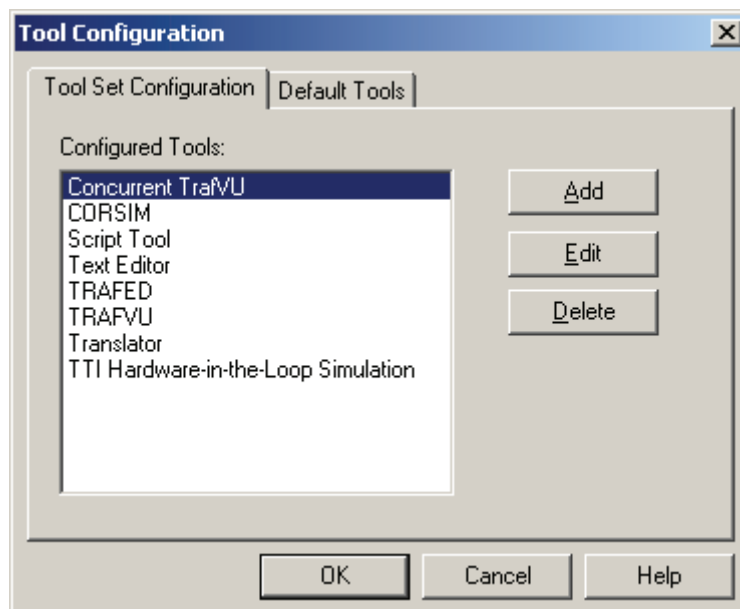 Tool Configuration
Tool Set Configuration
Default Tools
Configured Tools:
Concurrent TrafVU
CORSIM
Script Tool
Text Editor
TRAFED
TRAFVU
Translator
TTI Hardware-in-the-Loop Simulation
Add
Edit
Delete
OK
Cancel
Help